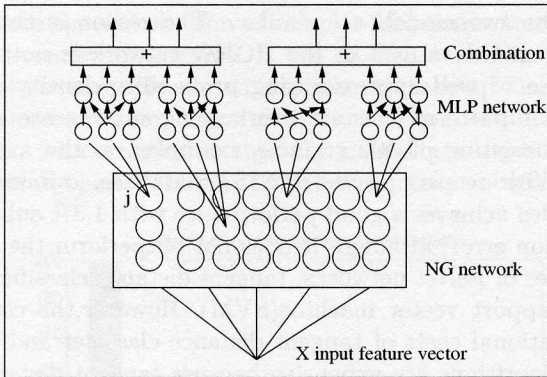 Combination
MLP network
j
NG network
X input feature vector